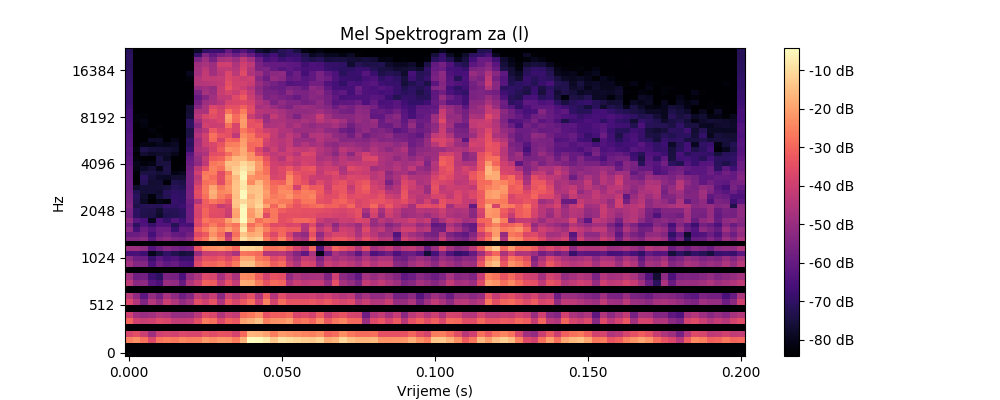 Mel Spektrogram za (l)
16384
8192
4096
2048
1024
512
0
Hz
0.000 0.050 0.100 0.150 0.200
Vrijeme (s)
-10 dB
-20 dB
-30 dB
-40 dB
-50 dB
-60 dB
-70 dB
-80 dB